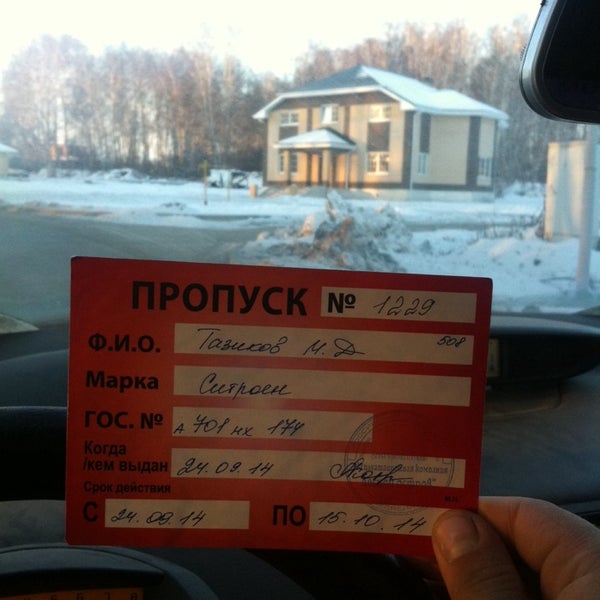 ПРОПУСК № 1229
Ф.И.О. Тазиков М.Д 508
Марка Ситроен
ГОС. № А 701 нх 174
Когда
/кем выдан 24.09.14
Срок действия
С 24.09.14 ПО 15.10.14
м.п.